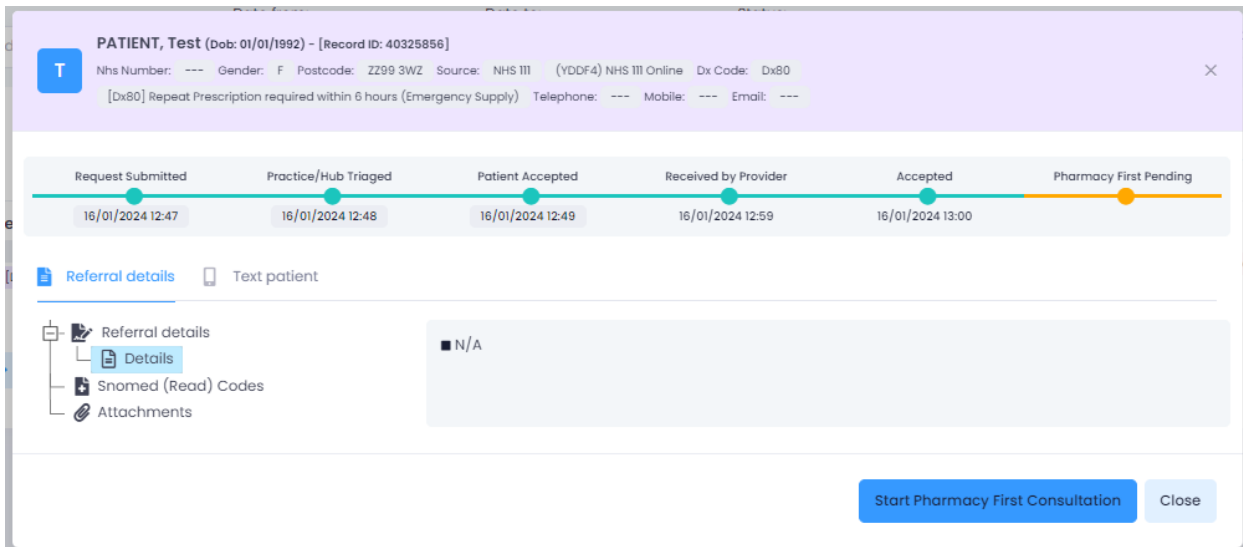 PATIENT, Test (Dob: 01/01/1992) - [Record ID: 40325856]
T
Nhs Number: --- Gender: F Postcode: ZZ99 3WZ Source: NHS 111 (YDDF4) NHS 111 Online Dx Code: Dx80
[Dx80] Repeat Prescription required within 6 hours (Emergency Supply) Telephone: --- Mobile: --- Email: ---
Request Submitted Practice/Hub Triaged Patient Accepted Received by Provider Accepted Pharmacy First Pending
16/01/2024 12:47 16/01/2024 12:48 16/01/2024 12:49 16/01/2024 12:59 16/01/2024 13:00
Referral details Text patient
Referral details
Details
Snomed (Read) Codes
Attachments
N/A
Start Pharmacy First Consultation Close